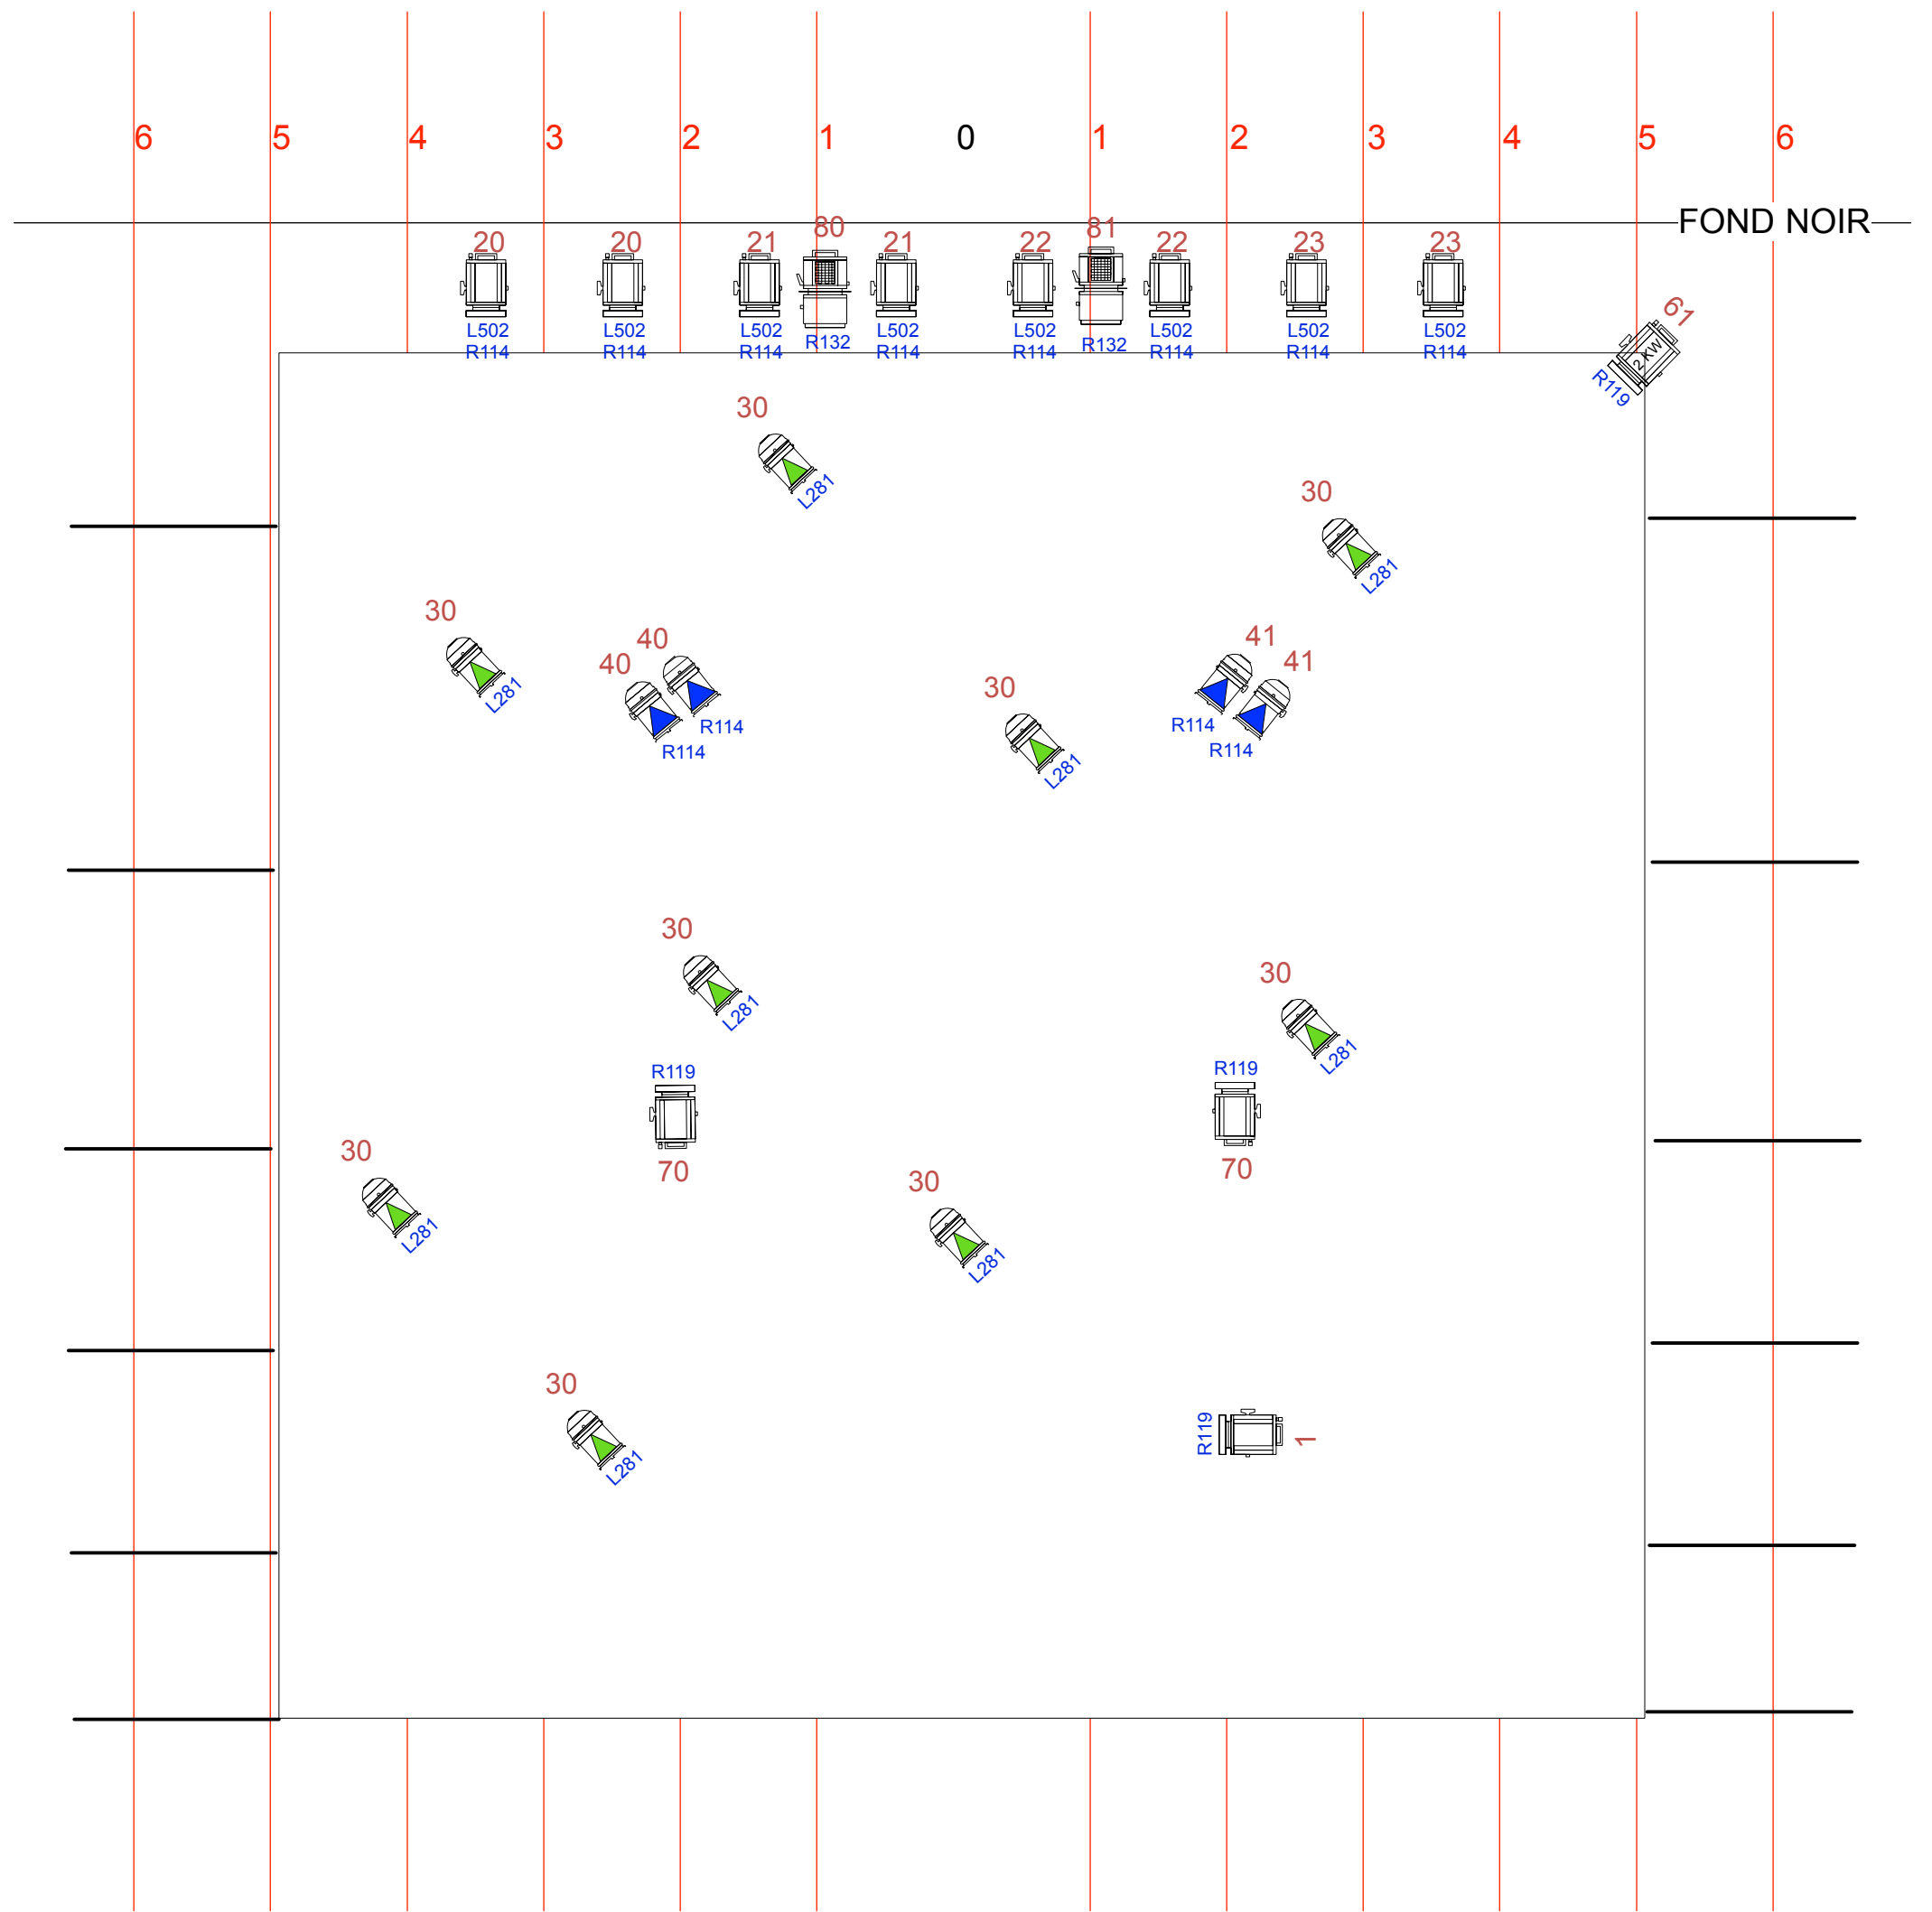 6 5 4 3 2 1 0 1 2 3 4 5 6
FOND NOIR
20 20 21 80 21 22 81 22 23 23
L502 L502 L502 R132 L502 L502 R132 L502 L502 L502
R114 R114 R114 R114 R114 R114 R114 R114
61
2 KW
R119
30
L281
30
L281
30
L281
40
40
R114
R114
30
L281
41
41
R114
R114
30
L281
30
L281
R119
70
R119
70
30
L281
30
L281
30
L281
R119
1